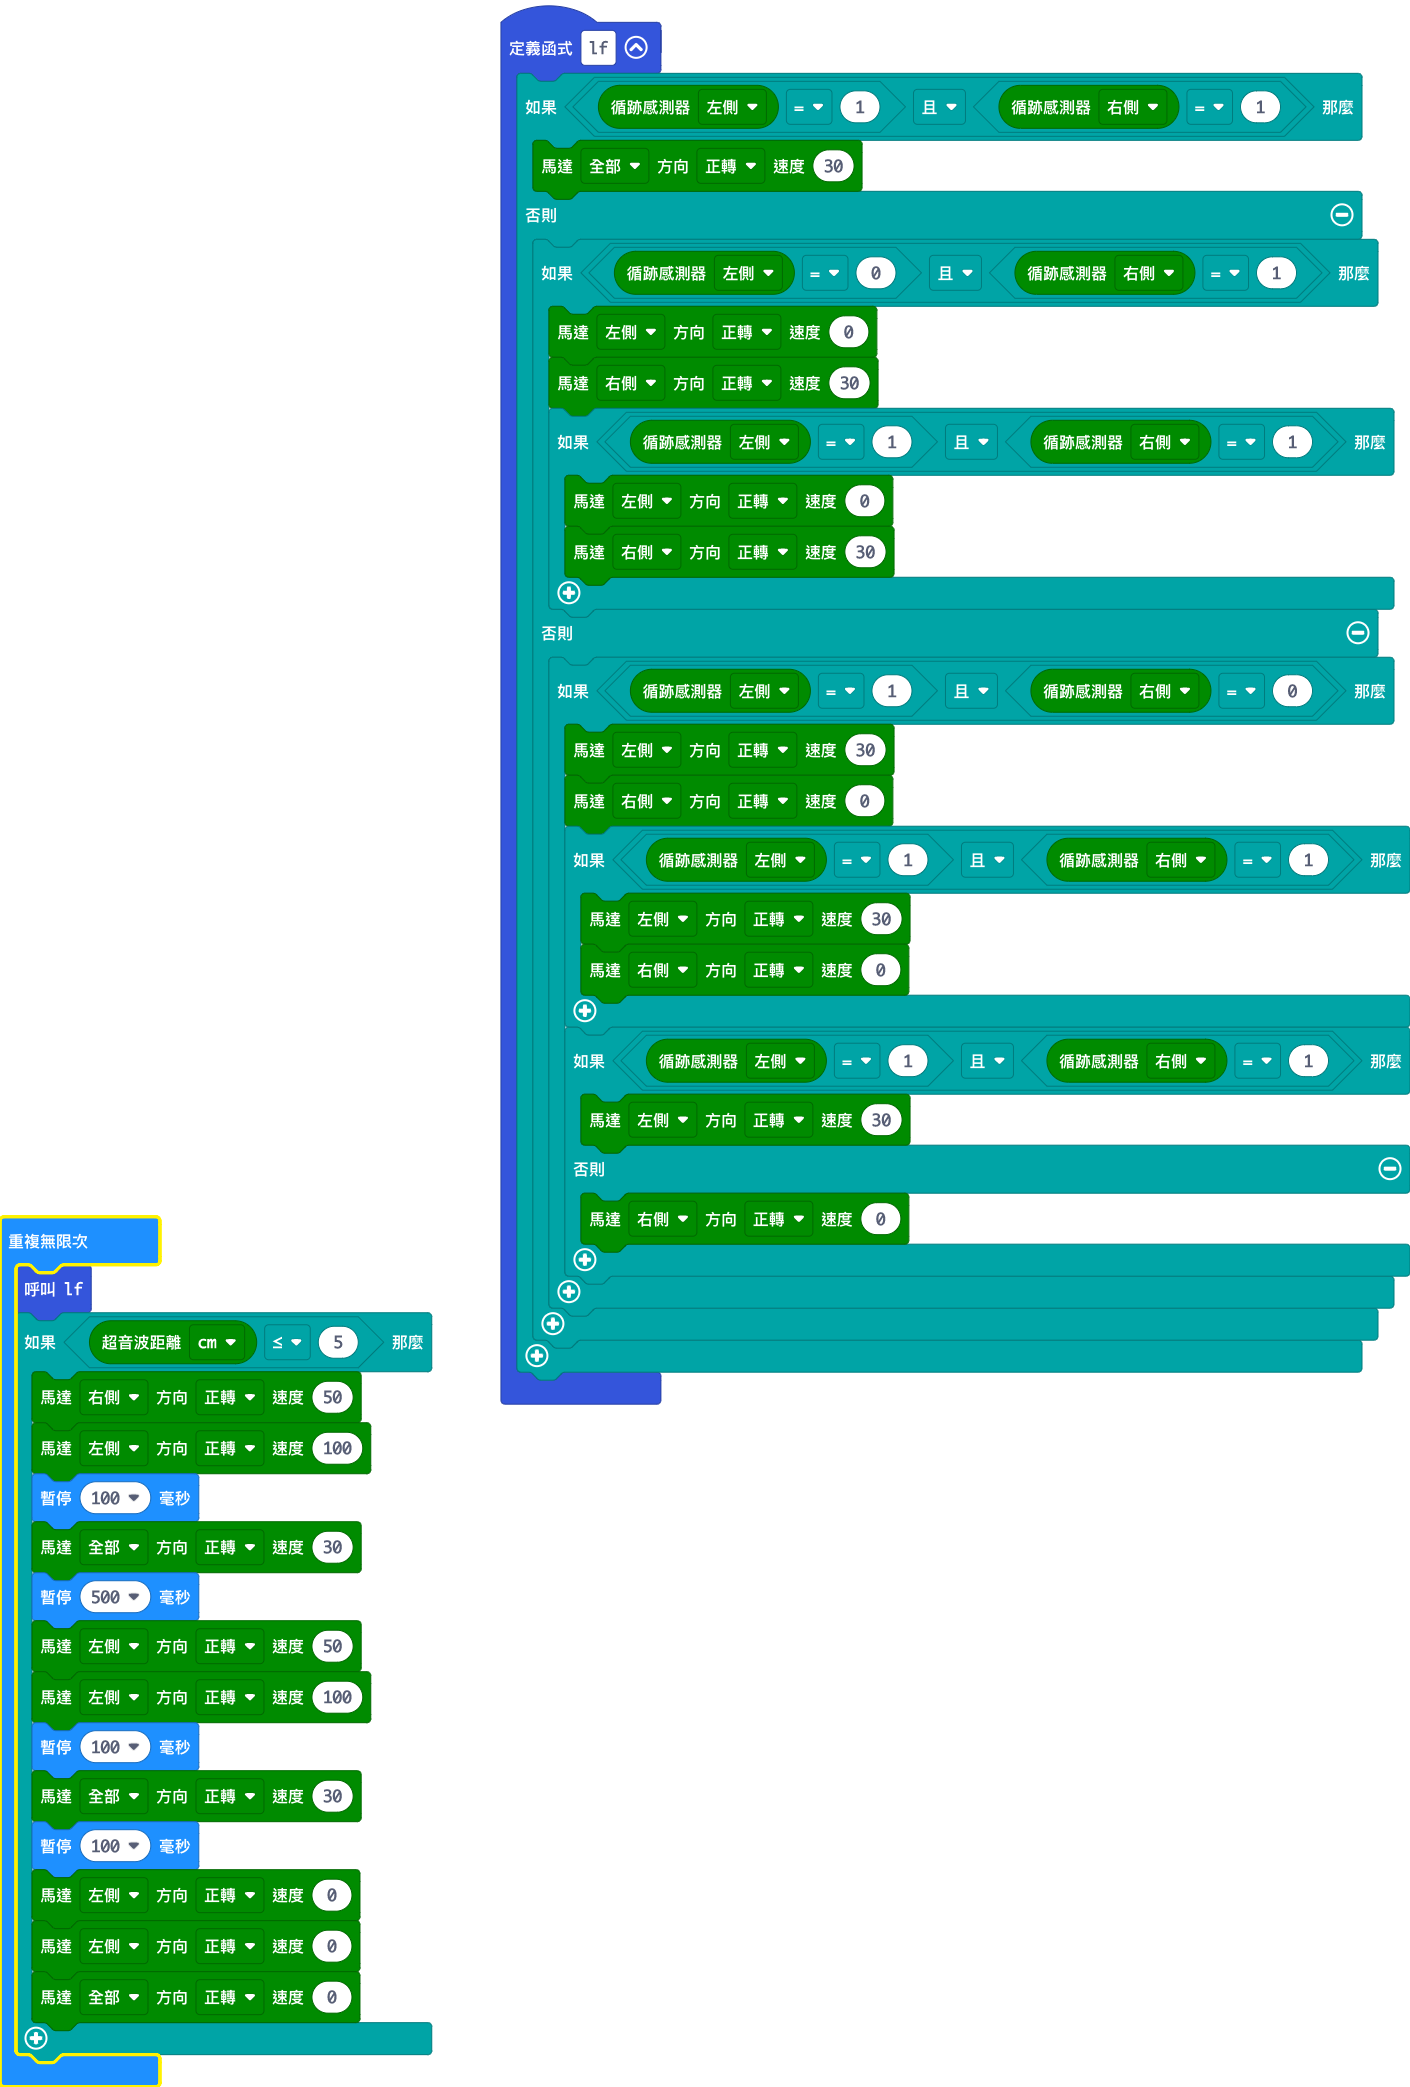 定義函式 lf
如果 循跡感測器 左側 = 1 且 循跡感測器 右側 = 1 那麼
馬達 全部 方向 正轉 速度 30
否則
如果 循跡感測器 左側 = 0 且 循跡感測器 右側 = 1 那麼
馬達 左側 方向 正轉 速度 0
馬達 右側 方向 正轉 速度 30
如果 循跡感測器 左側 = 1 且 循跡感測器 右側 = 1 那麼
馬達 左側 方向 正轉 速度 0
馬達 右側 方向 正轉 速度 30
否則
如果 循跡感測器 左側 = 1 且 循跡感測器 右側 = 0 那麼
馬達 左側 方向 正轉 速度 30
馬達 右側 方向 正轉 速度 0
如果 循跡感測器 左側 = 1 且 循跡感測器 右側 = 1 那麼
馬達 左側 方向 正轉 速度 30
馬達 右側 方向 正轉 速度 0
如果 循跡感測器 左側 = 1 且 循跡感測器 右側 = 1 那麼
馬達 左側 方向 正轉 速度 30
否則
馬達 右側 方向 正轉 速度 0
重複無限次
呼叫 lf
如果 超音波距離 cm ≤ 5 那麼
馬達 右側 方向 正轉 速度 50
馬達 左側 方向 正轉 速度 100
暫停 100 毫秒
馬達 全部 方向 正轉 速度 30
暫停 500 毫秒
馬達 左側 方向 正轉 速度 50
馬達 左側 方向 正轉 速度 100
暫停 100 毫秒
馬達 全部 方向 正轉 速度 30
暫停 100 毫秒
馬達 左側 方向 正轉 速度 0
馬達 左側 方向 正轉 速度 0
馬達 全部 方向 正轉 速度 0